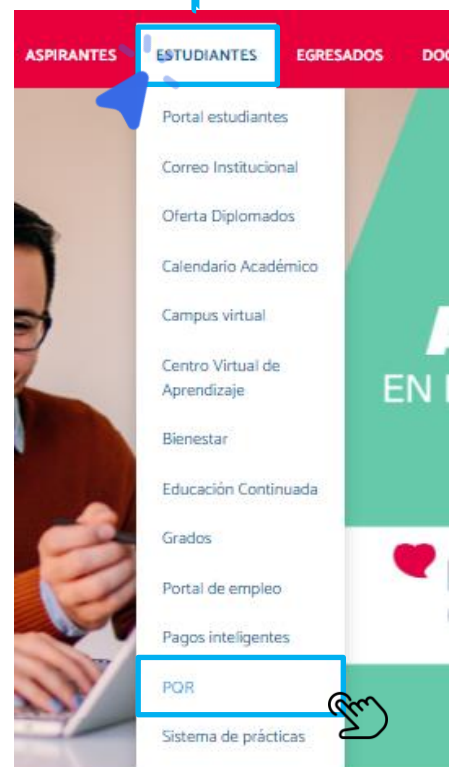 ASPIRANTES ESTUDIANTES EGRESADOS
Portal estudiantes
Correo Institucional
Oferta Diplomados
Calendario Académico
Campus virtual
Centro Virtual de
Aprendizaje
EN
Bienestar
Educación Continuada
Grados
Portal de empleo
Pagos inteligentes
PQR
Sistema de prácticas